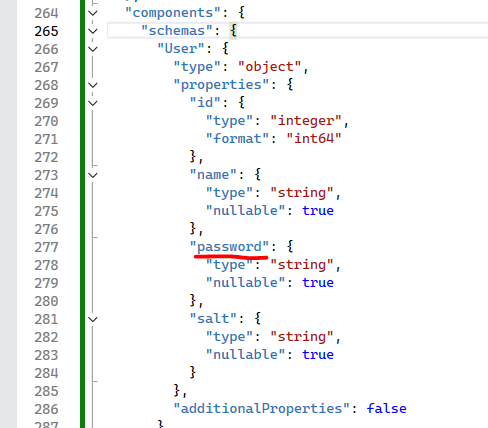 264 "components": {
265 "schemas": {
266 "User": {
267 "type": "object",
268 "properties": {
269 "id": {
270 "type": "integer",
271 "format": "int64"
272 },
273 "name": {
274 "type": "string",
275 "nullable": true
276 },
277 "password": {
278 "type": "string",
279 "nullable": true
280 },
281 "salt": {
282 "type": "string",
283 "nullable": true
284 }
285 },
286 "additionalProperties": false
287 }